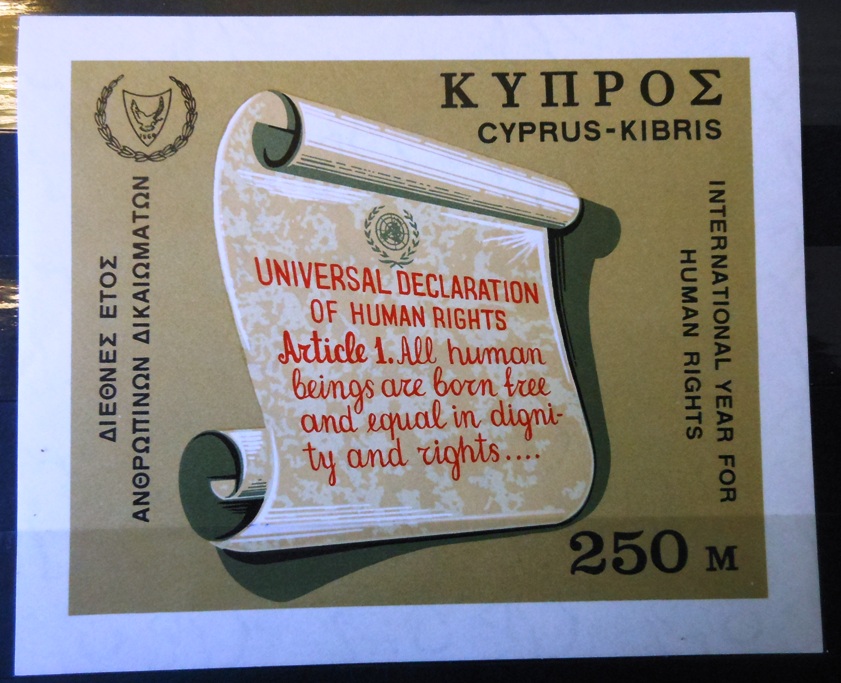 ΚΥΠΡΟΣ
CYPRUS-KIBRIS
1960
ΔΙΕΘΝΕΣ ΕΤΟΣ
ΑΝΘΡΩΠΙΝΩΝ ΔΙΚΑΙΩΜΑΤΩΝ
UNIVERSAL DECLARATION
OF HUMAN RIGHTS
Article 1. All human
beings are born free
and equal in digni-
ty and rights....
INTERNATIONAL YEAR FOR
HUMAN RIGHTS
250 M